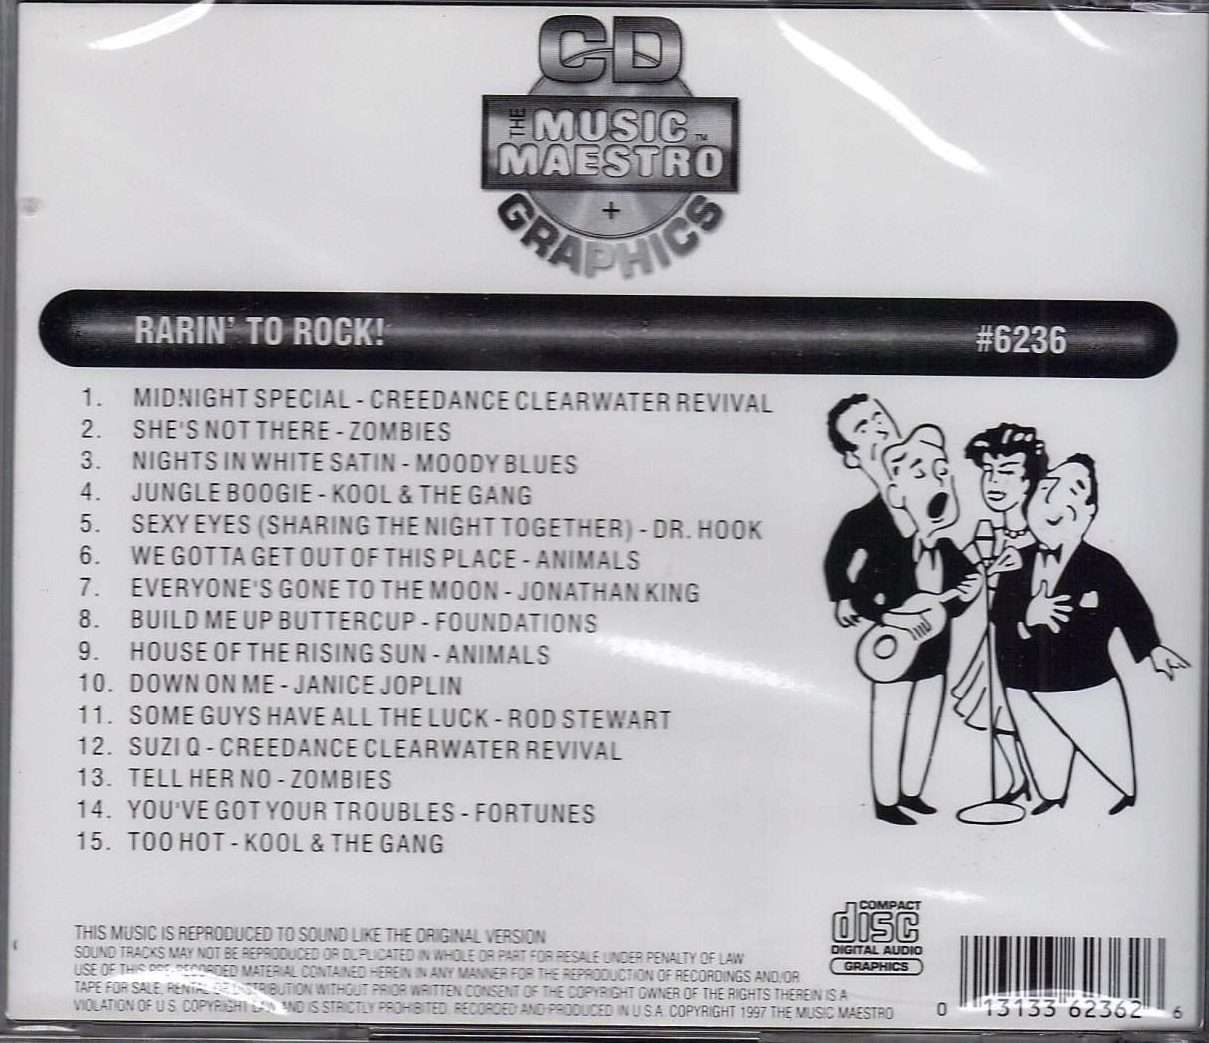 CD
THE MUSIC™
MAESTRO
+
GRAPHICS
RARIN' TO ROCK! #6236
1. MIDNIGHT SPECIAL - CREEDANCE CLEARWATER REVIVAL
2. SHE'S NOT THERE - ZOMBIES
3. NIGHTS IN WHITE SATIN - MOODY BLUES
4. JUNGLE BOOGIE - KOOL & THE GANG
5. SEXY EYES (SHARING THE NIGHT TOGETHER) - DR. HOOK
6. WE GOTTA GET OUT OF THIS PLACE - ANIMALS
7. EVERYONE'S GONE TO THE MOON - JONATHAN KING
8. BUILD ME UP BUTTERCUP - FOUNDATIONS
9. HOUSE OF THE RISING SUN - ANIMALS
10. DOWN ON ME - JANICE JOPLIN
11. SOME GUYS HAVE ALL THE LUCK - ROD STEWART
12. SUZI Q - CREEDANCE CLEARWATER REVIVAL
13. TELL HER NO - ZOMBIES
14. YOU'VE GOT YOUR TROUBLES - FORTUNES
15. TOO HOT - KOOL & THE GANG
THIS MUSIC IS REPRODUCED TO SOUND LIKE THE ORIGINAL VERSION
SOUND TRACKS MAY NOT BE REPRODUCED OR DUPLICATED IN WHOLE OR PART FOR RESALE UNDER PENALTY OF LAW
USE OF THIS PRE-RECORDED MATERIAL CONTAINED HEREIN IN ANY MANNER FOR THE REPRODUCTION OF RECORDINGS AND/OR
TAPE FOR SALE, RENTAL OR DISTRIBUTION WITHOUT PRIOR WRITTEN CONSENT OF THE COPYRIGHT OWNER OF THE RIGHTS THEREIN IS A
VIOLATION OF U.S. COPYRIGHT LAW AND IS STRICTLY PROHIBITED. RECORDED AND PRODUCED IN U.S.A. COPYRIGHT 1997 THE MUSIC MAESTRO
COMPACT
disc
DIGITAL AUDIO
GRAPHICS
0 13133 62362 6